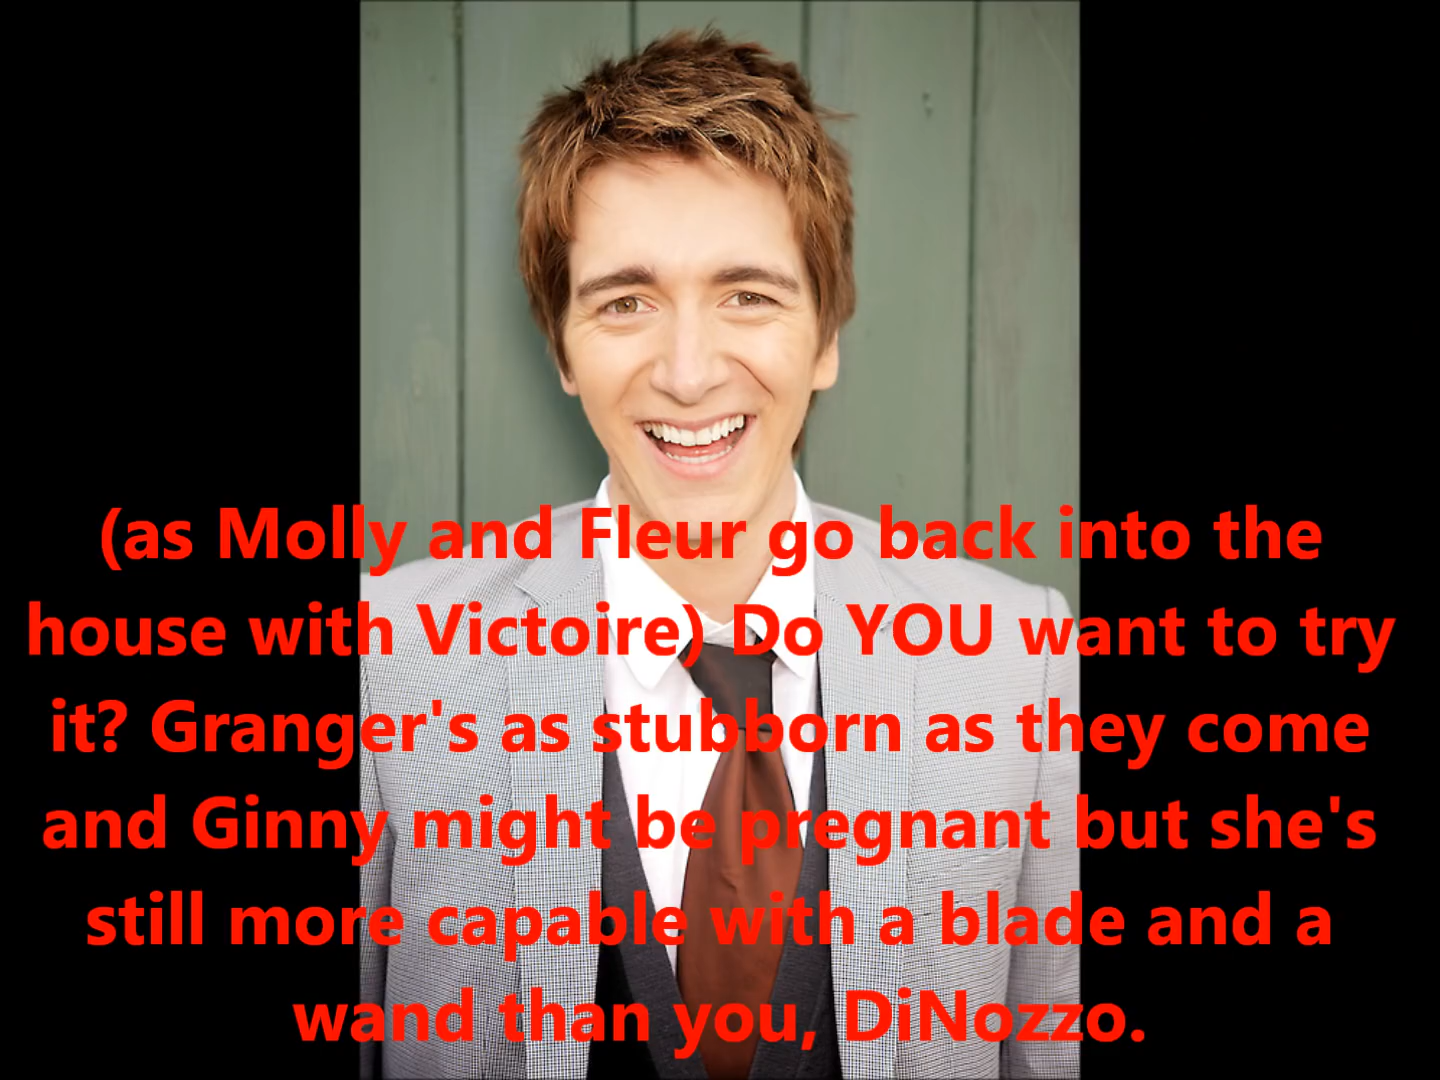 (as Molly and Fleur go back into the
house with Victoire) Do YOU want to try
it? Granger's as stubborn as they come
and Ginny might be pregnant but she's
still more capable with a blade and a
wand than you, DiNozzo.